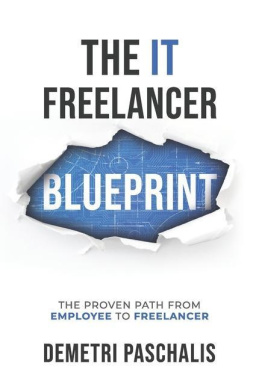 THE IT
FREELANCER
BLUEPRINT
THE PROVEN PATH FROM
EMPLOYEE TO FREELANCER
DEMETRI PASCHALIS